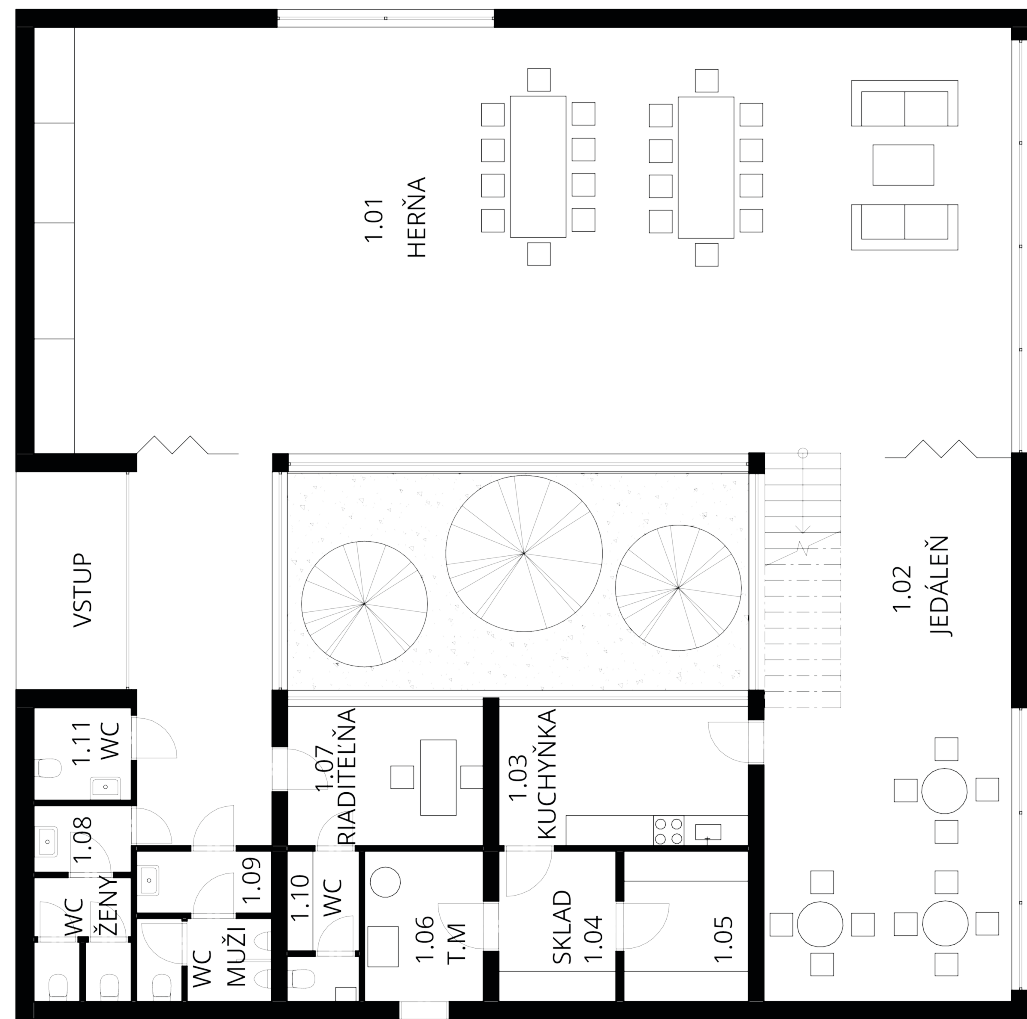 1.01
HERŇA
VSTUP
1.02
JEDÁLEŇ
1.11
WC
1.07
RIADITEĽŇA
1.03
KUCHYŇKA
1.08
1.09
WC
ŽENY
WC
MUŽI
1.10
WC
1.06
T.M
SKLAD
1.04
1.05